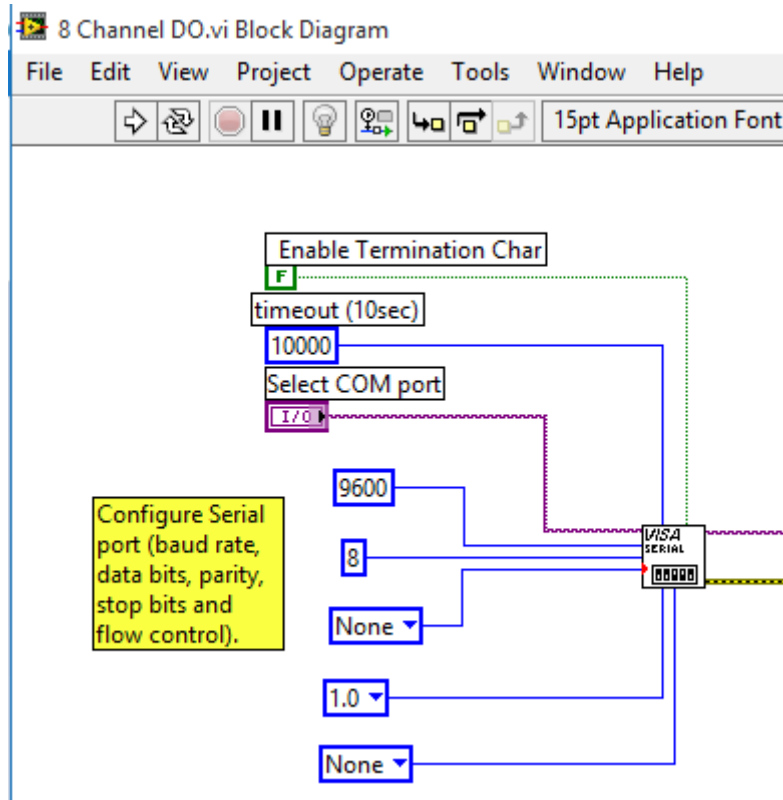 8 Channel DO.vi Block Diagram
File Edit View Project Operate Tools Window Help
15pt Application Font
Enable Termination Char
F
timeout (10sec)
10000
Select COM port
I/O
9600
Configure Serial
port (baud rate,
data bits, parity,
stop bits and
flow control).
8
None
1.0
None
VISA
SERIAL